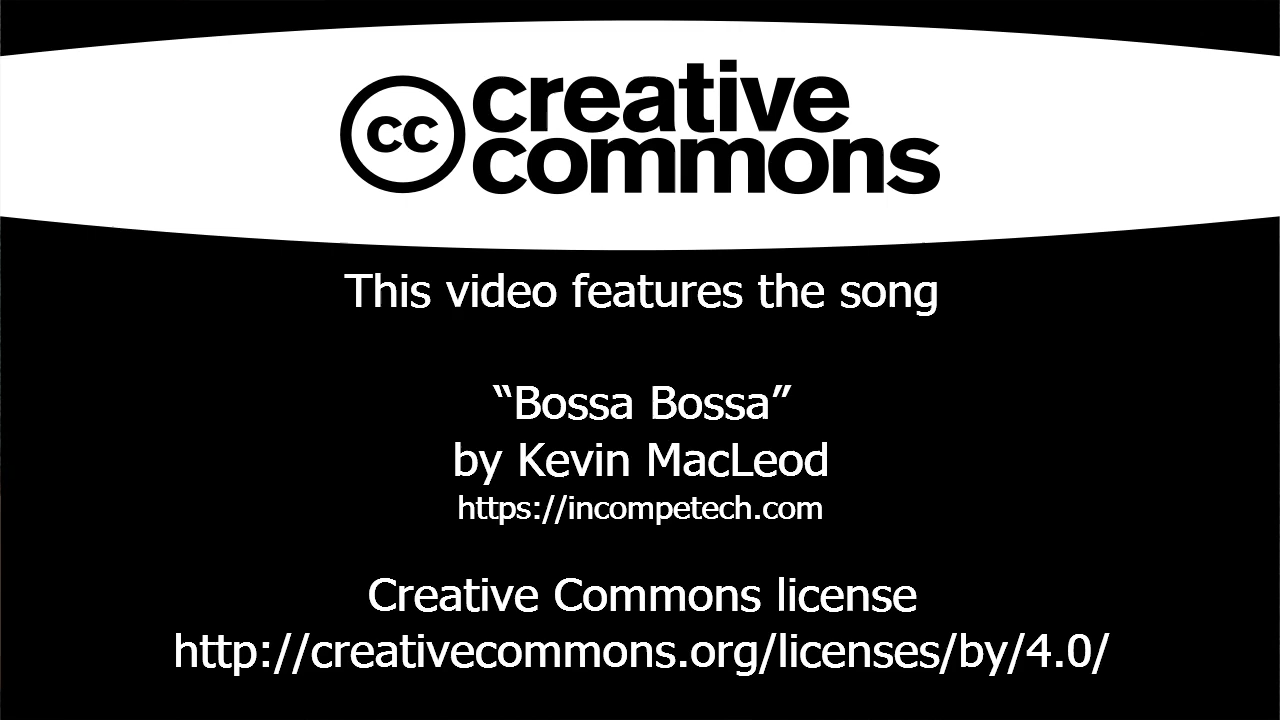 cc creative
commons
This video features the song
“Bossa Bossa”
by Kevin MacLeod
https://incompetech.com
Creative Commons license
http://creativecommons.org/licenses/by/4.0/